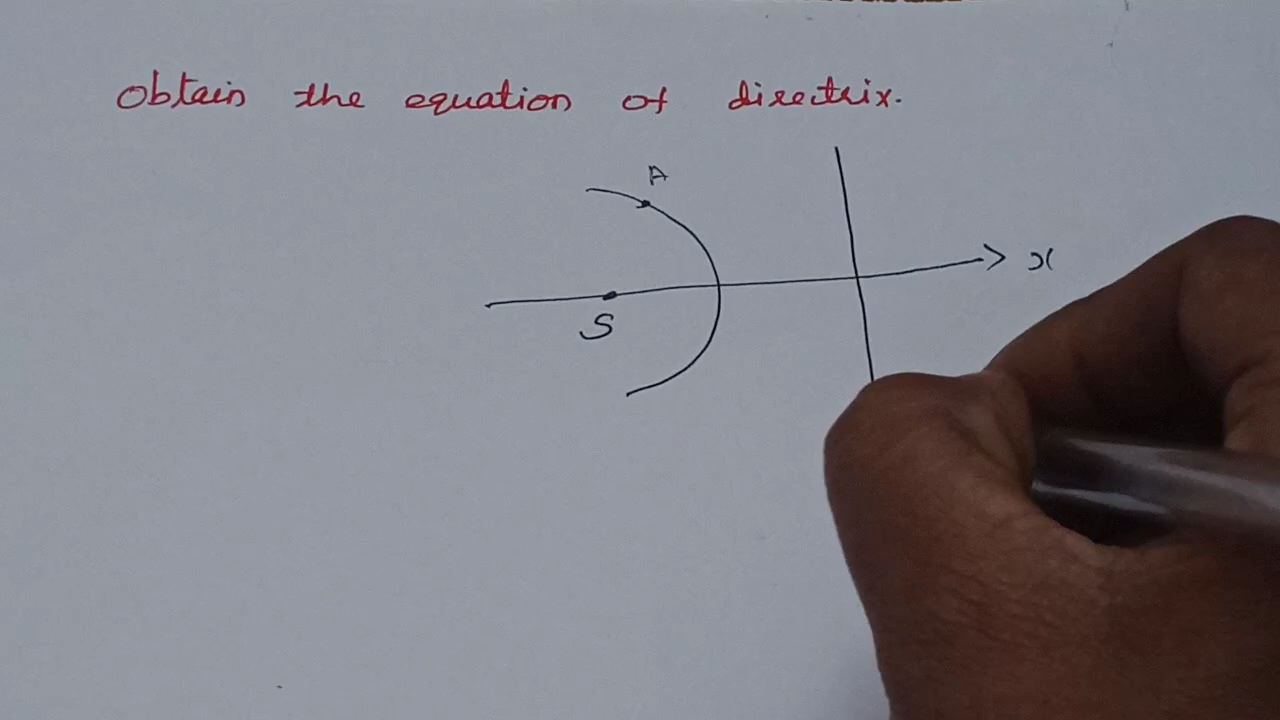 obtain the equation of directrix.
A
x
S